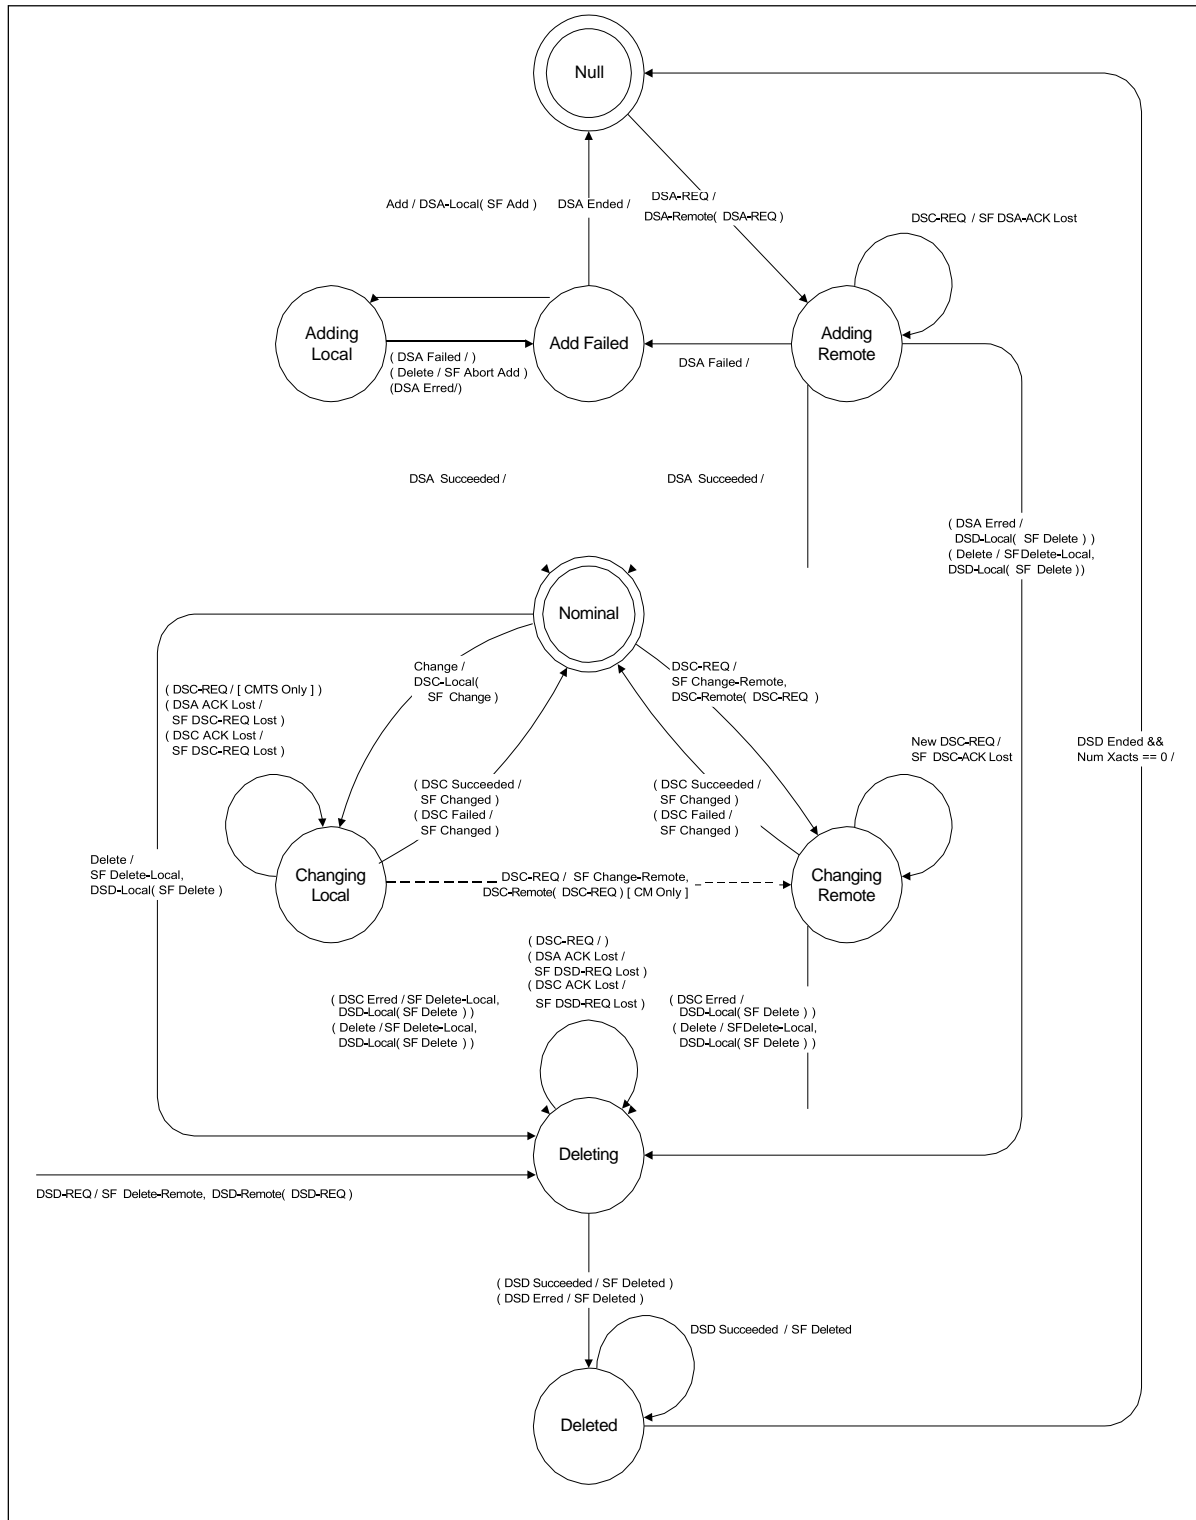 Null
Add / DSA-Local( SF Add )
DSA Ended /
DSA-REQ /
DSA-Remote( DSA-REQ )
DSC-REQ / SF DSA-ACK Lost
Adding
Local
Add Failed
Adding
Remote
( DSA Failed / )
( Delete / SF Abort Add )
(DSA Erred/)
DSA Failed /
DSA Succeeded /
DSA Succeeded /
( DSA Erred /
DSD-Local( SF Delete ) )
( Delete / SF Delete-Local,
DSD-Local( SF Delete ) )
Nominal
Change /
DSC-Local(
SF Change )
DSC-REQ /
SF Change-Remote,
DSC-Remote( DSC-REQ )
( DSC-REQ / [ CMTS Only ] )
( DSA ACK Lost /
SF DSC-REQ Lost )
( DSC ACK Lost /
SF DSC-REQ Lost )
New DSC-REQ /
SF DSC-ACK Lost
DSD Ended &&
Num Xacts == 0 /
( DSC Succeeded /
SF Changed )
( DSC Failed /
SF Changed )
( DSC Succeeded /
SF Changed )
( DSC Failed /
SF Changed )
Delete /
SF Delete-Local,
DSD-Local( SF Delete )
Changing
Local
DSC-REQ / SF Change-Remote,
DSC-Remote( DSC-REQ ) [ CM Only ]
Changing
Remote
( DSC-REQ / )
( DSA ACK Lost /
SF DSD-REQ Lost )
( DSC ACK Lost /
SF DSD-REQ Lost )
( DSC Erred / SF Delete-Local,
DSD-Local( SF Delete ) )
( Delete / SF Delete-Local,
DSD-Local( SF Delete ) )
( DSC Erred /
DSD-Local( SF Delete ) )
( Delete / SF Delete-Local,
DSD-Local( SF Delete ) )
Deleting
DSD-REQ / SF Delete-Remote, DSD-Remote( DSD-REQ )
( DSD Succeeded / SF Deleted )
( DSD Erred / SF Deleted )
DSD Succeeded / SF Deleted
Deleted